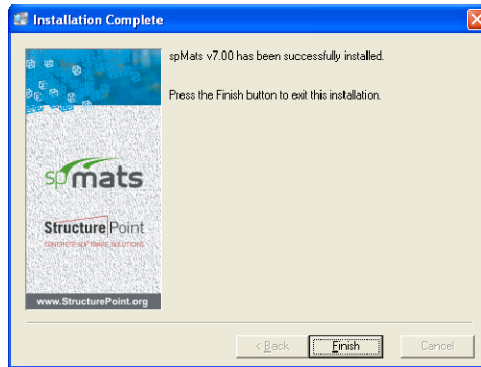 Installation Complete
spMats v7.00 has been successfully installed.
Press the Finish button to exit this installation.
spmats
StructurePoint
CONCRETE SOFTWARE SOLUTIONS
www.StructurePoint.org
< Back
Finish
Cancel